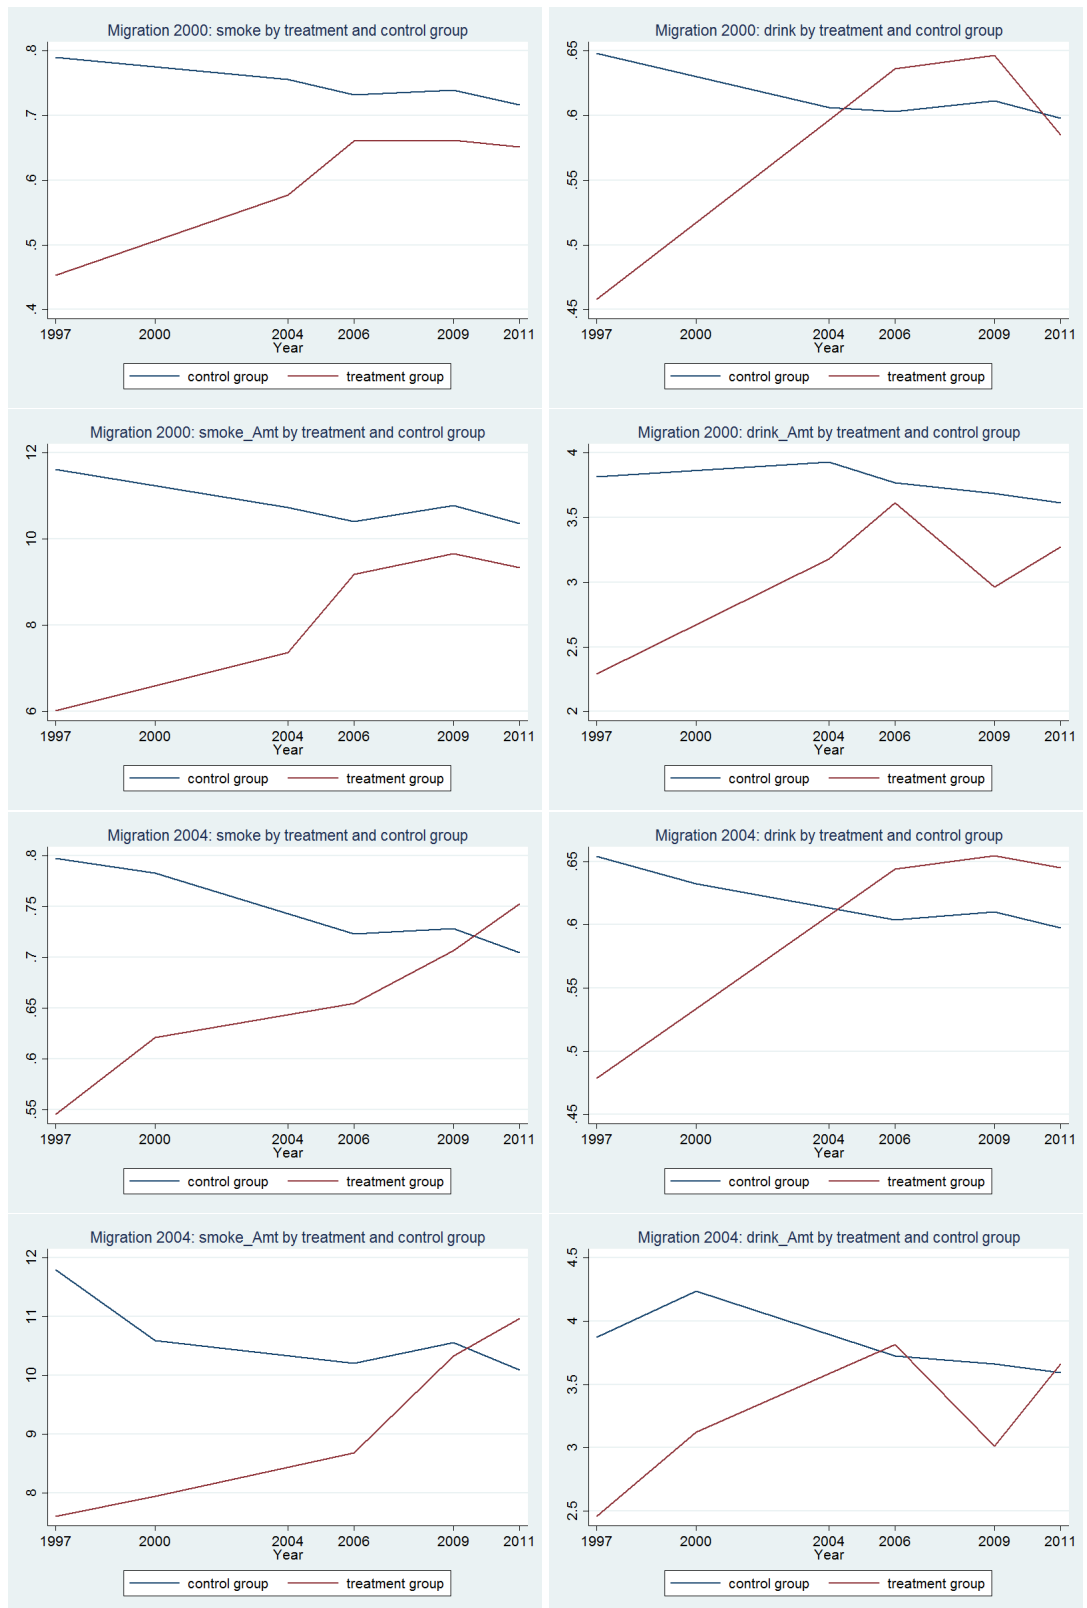 Migration 2000: smoke by treatment and control group
.8
.7
.6
.5
.4
1997 2000 2004 2006 2009 2011
Year
control group treatment group
Migration 2000: drink by treatment and control group
.65
.6
.55
.5
.45
1997 2000 2004 2006 2009 2011
Year
control group treatment group
Migration 2000: smoke_Amt by treatment and control group
12
10
8
6
1997 2000 2004 2006 2009 2011
Year
control group treatment group
Migration 2000: drink_Amt by treatment and control group
4
3.5
3
2.5
2
1997 2000 2004 2006 2009 2011
Year
control group treatment group
Migration 2004: smoke by treatment and control group
.8
.75
.7
.65
.6
.55
1997 2000 2004 2006 2009 2011
Year
control group treatment group
Migration 2004: drink by treatment and control group
.65
.6
.55
.5
.45
1997 2000 2004 2006 2009 2011
Year
control group treatment group
Migration 2004: smoke_Amt by treatment and control group
12
11
10
9
8
1997 2000 2004 2006 2009 2011
Year
control group treatment group
Migration 2004: drink_Amt by treatment and control group
4.5
4
3.5
3
2.5
1997 2000 2004 2006 2009 2011
Year
control group treatment group